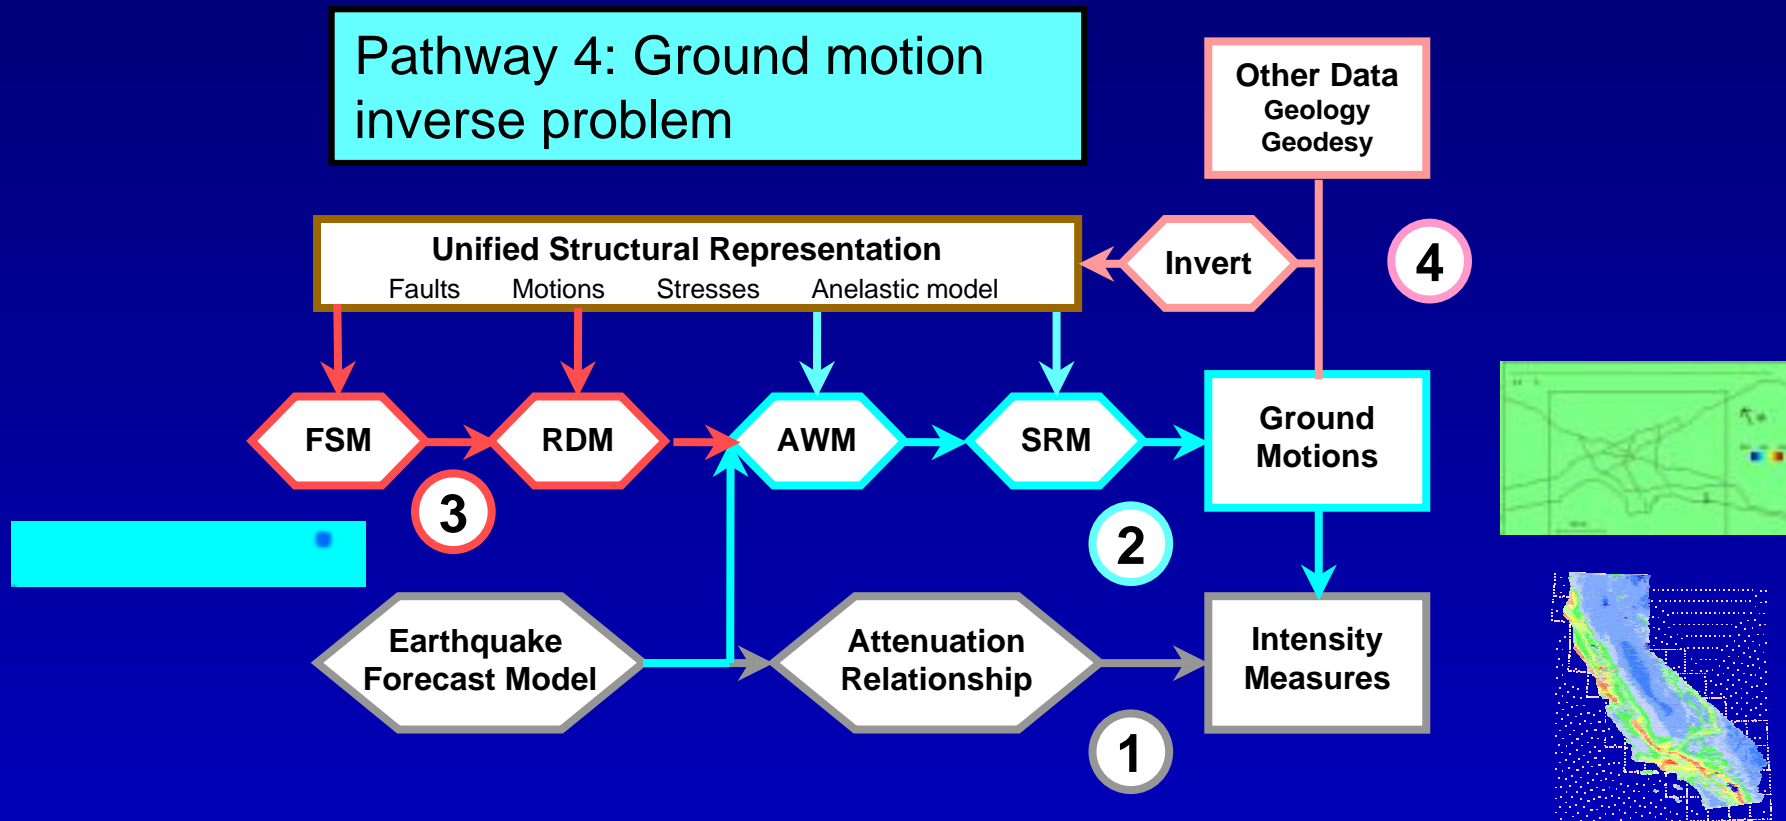 Pathway 4: Ground motion
inverse problem
Other Data
Geology
Geodesy
Unified Structural Representation
Faults Motions Stresses Anelastic model
Invert
4
FSM
RDM
AWM
SRM
Ground
Motions
3
2
Earthquake
Forecast Model
Attenuation
Relationship
Intensity
Measures
1